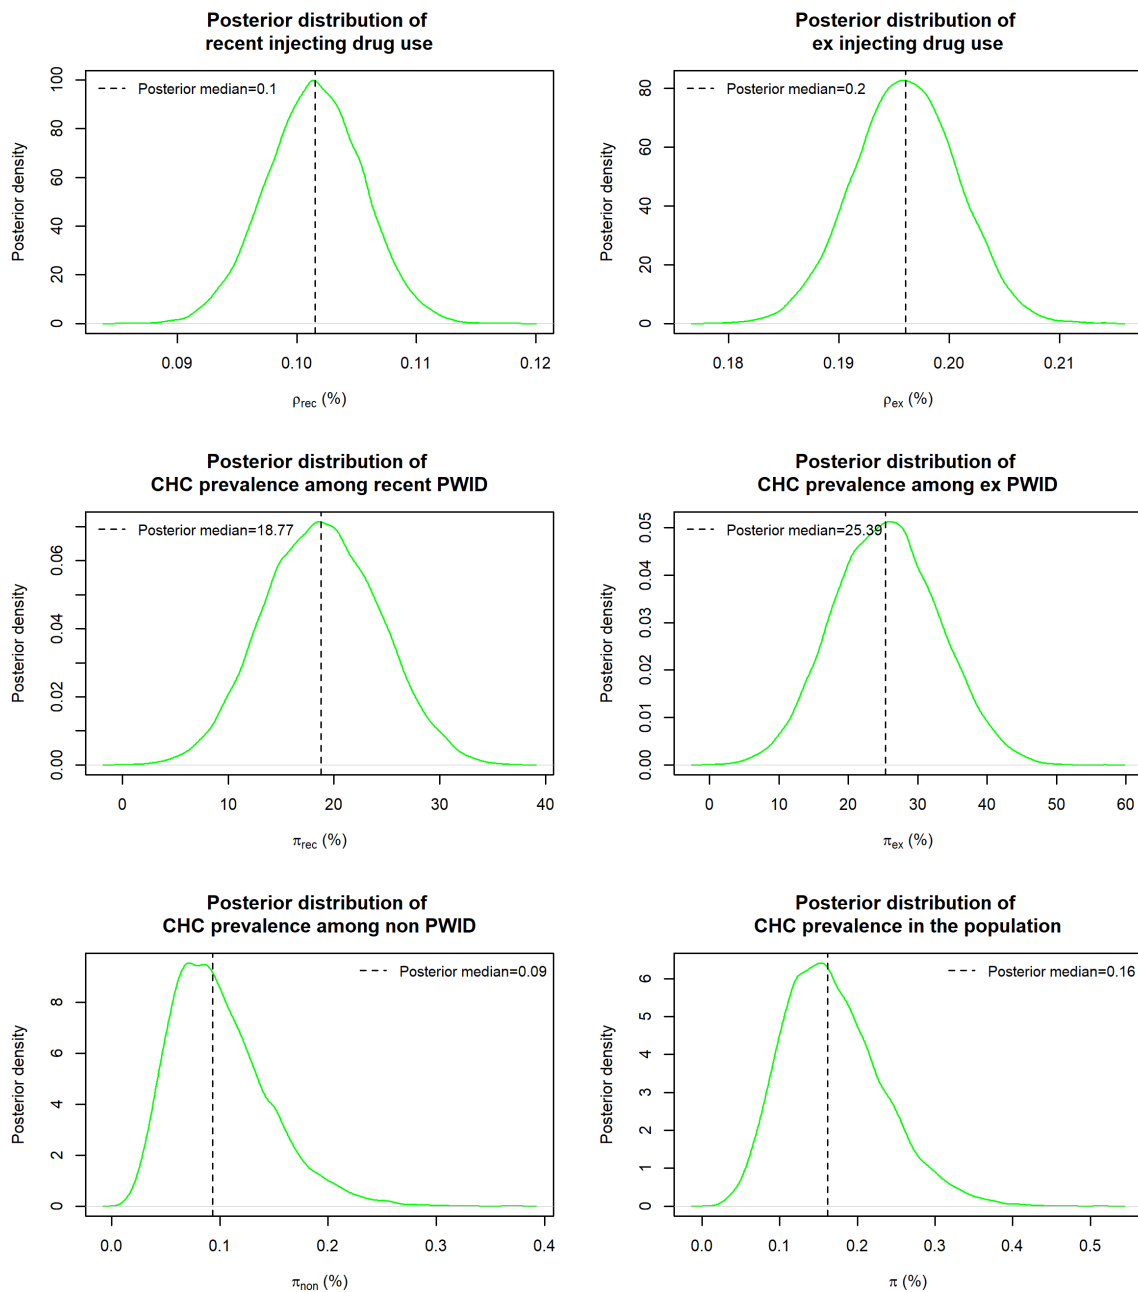 Posterior distribution of
recent injecting drug use
Posterior median=0.1
Posterior density
0
20
40
60
80
100
0.09
0.10
0.11
0.12
ρrec (%)
Posterior distribution of
ex injecting drug use
Posterior median=0.2
Posterior density
0
20
40
60
80
0.18
0.19
0.20
0.21
ρex (%)
Posterior distribution of
CHC prevalence among recent PWID
Posterior median=18.77
Posterior density
0.00
0.02
0.04
0.06
0
10
20
30
40
πrec (%)
Posterior distribution of
CHC prevalence among ex PWID
Posterior median=25.39
Posterior density
0.00
0.01
0.02
0.03
0.04
0.05
0
10
20
30
40
50
60
πex (%)
Posterior distribution of
CHC prevalence among non PWID
Posterior median=0.09
Posterior density
0
2
4
6
8
0.0
0.1
0.2
0.3
0.4
πnon (%)
Posterior distribution of
CHC prevalence in the population
Posterior median=0.16
Posterior density
0
1
2
3
4
5
6
0.0
0.1
0.2
0.3
0.4
0.5
π (%)